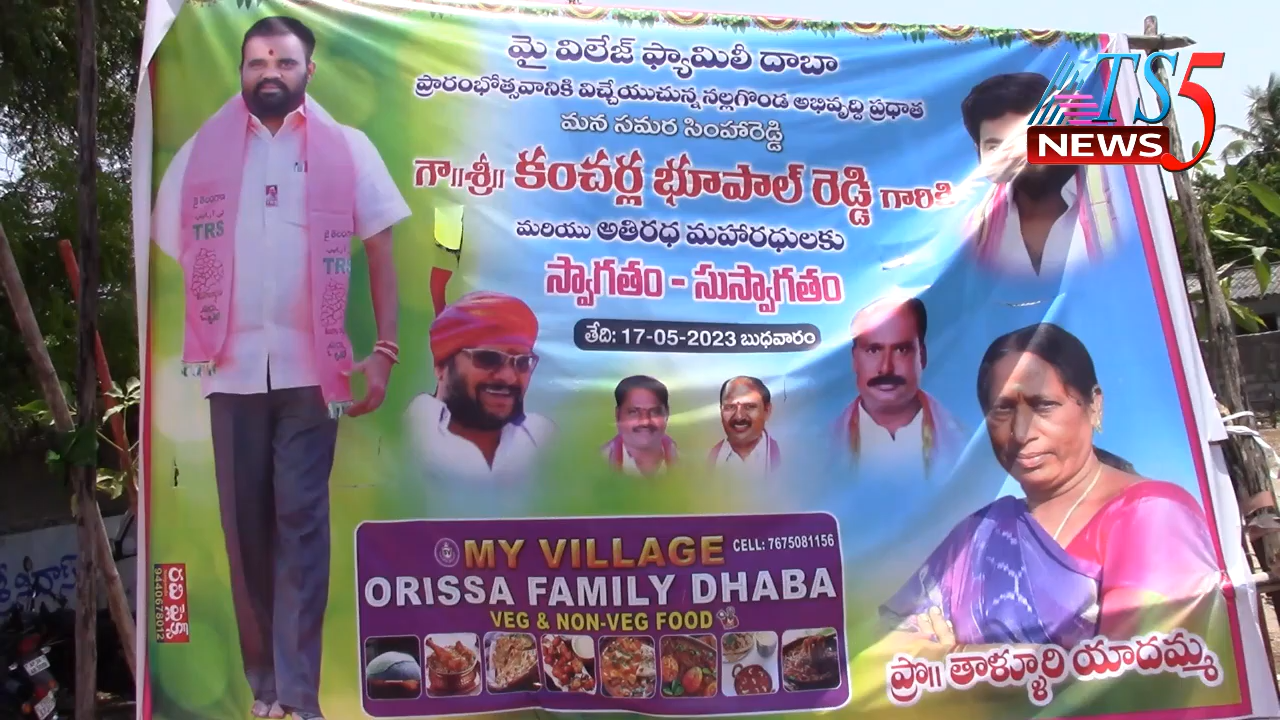 మై విలేజ్ ఫ్యామిలీ దాబా
ప్రారంభోత్సవానికి విచ్చేయుచున్న నల్లగొండ అభివృద్ధి ప్రధాత
మన సమర సింహారెడ్డి
గౌ॥శ్రీ॥ కంచర్ల భూపాల్ రెడ్డి గారికి
మరియు అతిరధ మహారధులకు
స్వాగతం - సుస్వాగతం
తేది: 17-05-2023 బుధవారం
TS5
NEWS
TRS
MY VILLAGE CELL: 7675081156
ORISSA FAMILY DHABA
VEG & NON-VEG FOOD
ప్రొ॥ తాళ్ళూరి యాదమ్మ
9440678012